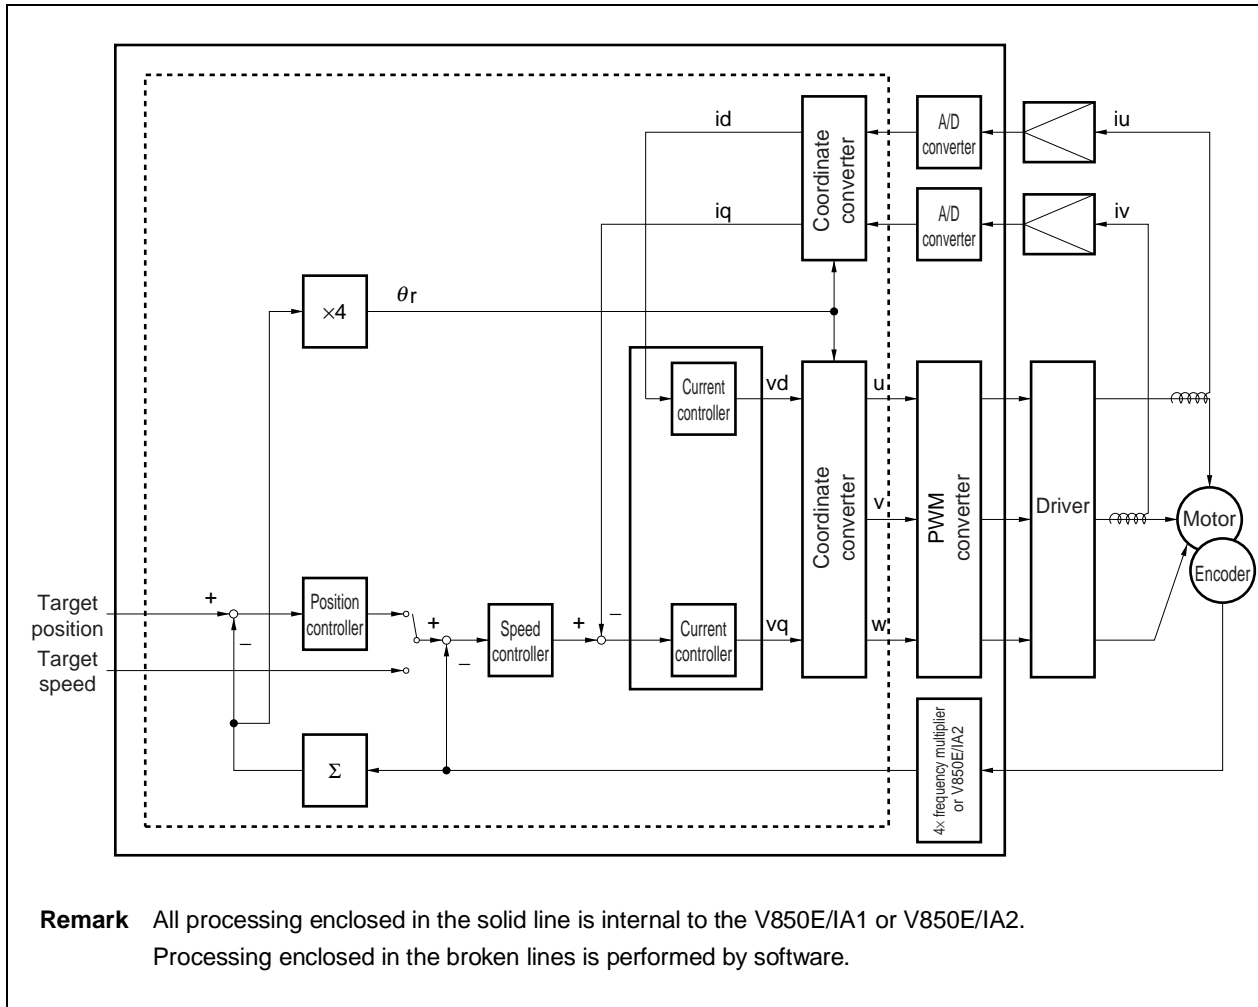 id
A/D
converter
iu
Coordinate
converter
iq
A/D
converter
iv
×4
θr
Current
controller
vd
u
Coordinate
converter
v
PWM
converter
Driver
Motor
Encoder
Target
position
+
−
Position
controller
+
−
Speed
controller
+
−
Current
controller
vq
w
Target
speed
Σ
4× frequency multiplier
or V850E/IA2
Remark All processing enclosed in the solid line is internal to the V850E/IA1 or V850E/IA2.
Processing enclosed in the broken lines is performed by software.